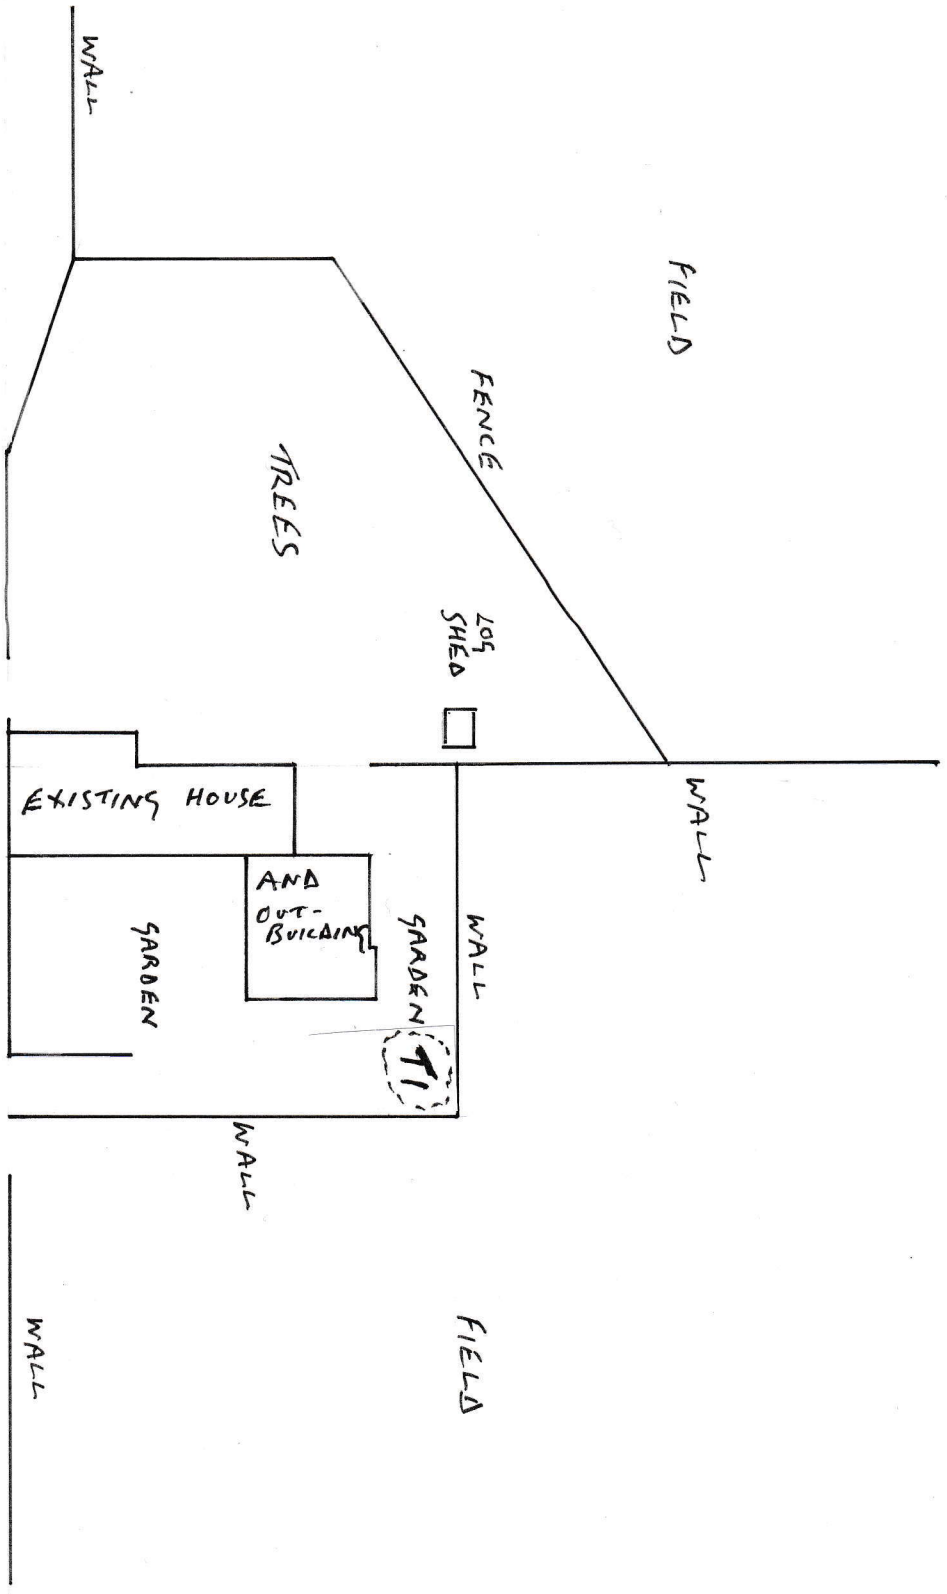 WALL
FIELD
FENCE
TREES
LOG
SHED
WALL
EXISTING HOUSE
AND
OUT-
BUILDING
GARDEN
GARDEN
WALL
T1
WALL
FIELD
WALL